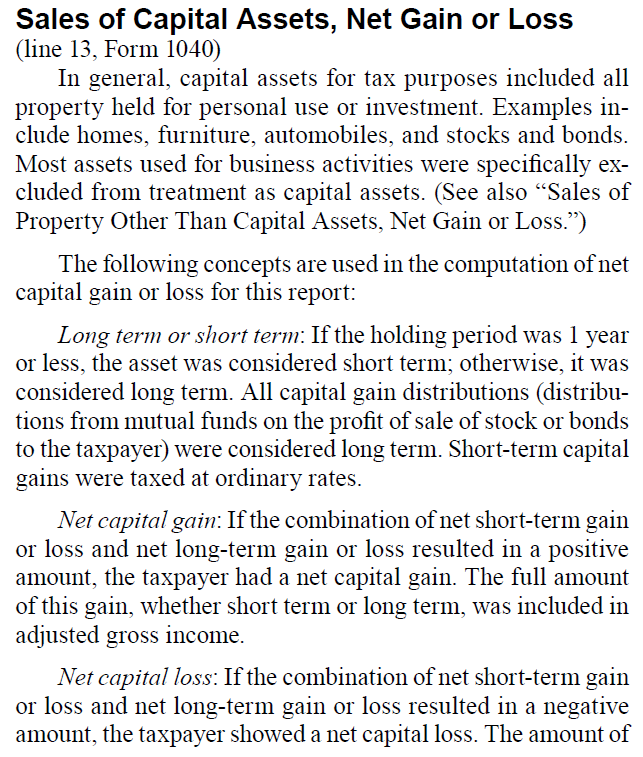 Sales of Capital Assets, Net Gain or Loss
(line 13, Form 1040)
In general, capital assets for tax purposes included all
property held for personal use or investment. Examples in-
clude homes, furniture, automobiles, and stocks and bonds.
Most assets used for business activities were specifically ex-
cluded from treatment as capital assets. (See also “Sales of
Property Other Than Capital Assets, Net Gain or Loss.”)
The following concepts are used in the computation of net
capital gain or loss for this report:
Long term or short term: If the holding period was 1 year
or less, the asset was considered short term; otherwise, it was
considered long term. All capital gain distributions (distribu-
tions from mutual funds on the profit of sale of stock or bonds
to the taxpayer) were considered long term. Short-term capital
gains were taxed at ordinary rates.
Net capital gain: If the combination of net short-term gain
or loss and net long-term gain or loss resulted in a positive
amount, the taxpayer had a net capital gain. The full amount
of this gain, whether short term or long term, was included in
adjusted gross income.
Net capital loss: If the combination of net short-term gain
or loss and net long-term gain or loss resulted in a negative
amount, the taxpayer showed a net capital loss. The amount of